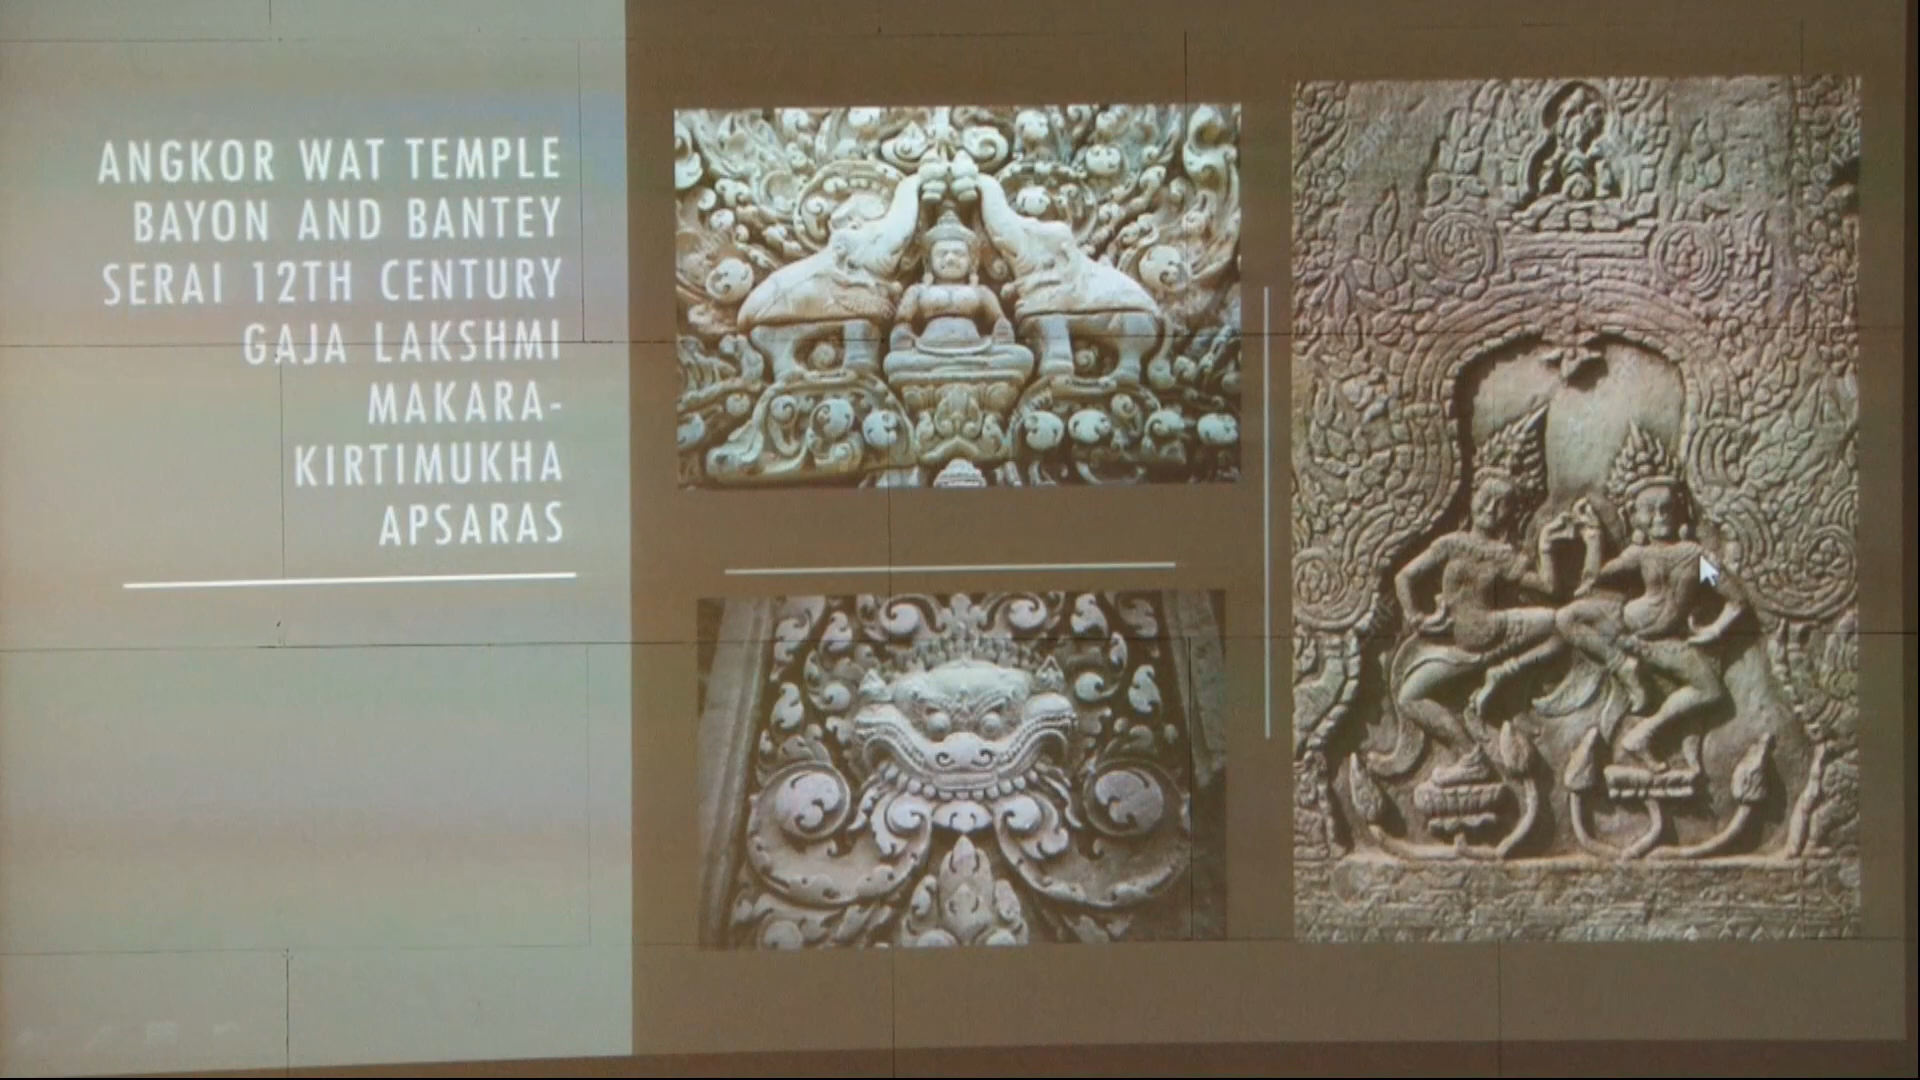 ANGKOR WAT TEMPLE
BAYON AND BANTEY
SERAI 12TH CENTURY
GAJA LAKSHMI
MAKARA-
KIRTIMUKHA
APSARAS